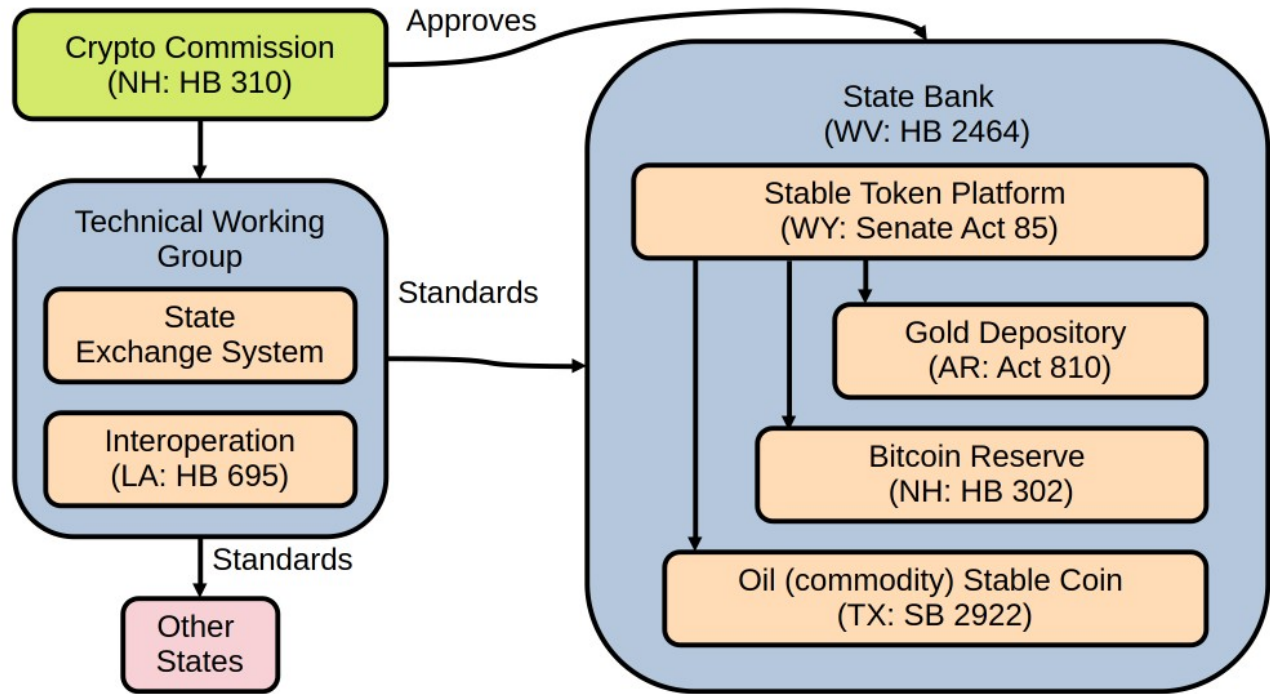 Crypto Commission
(NH: HB 310)
Approves
Technical Working
Group
State
Exchange System
Interoperation
(LA: HB 695)
Standards
Standards
Other
States
State Bank
(WV: HB 2464)
Stable Token Platform
(WY: Senate Act 85)
Gold Depository
(AR: Act 810)
Bitcoin Reserve
(NH: HB 302)
Oil (commodity) Stable Coin
(TX: SB 2922)